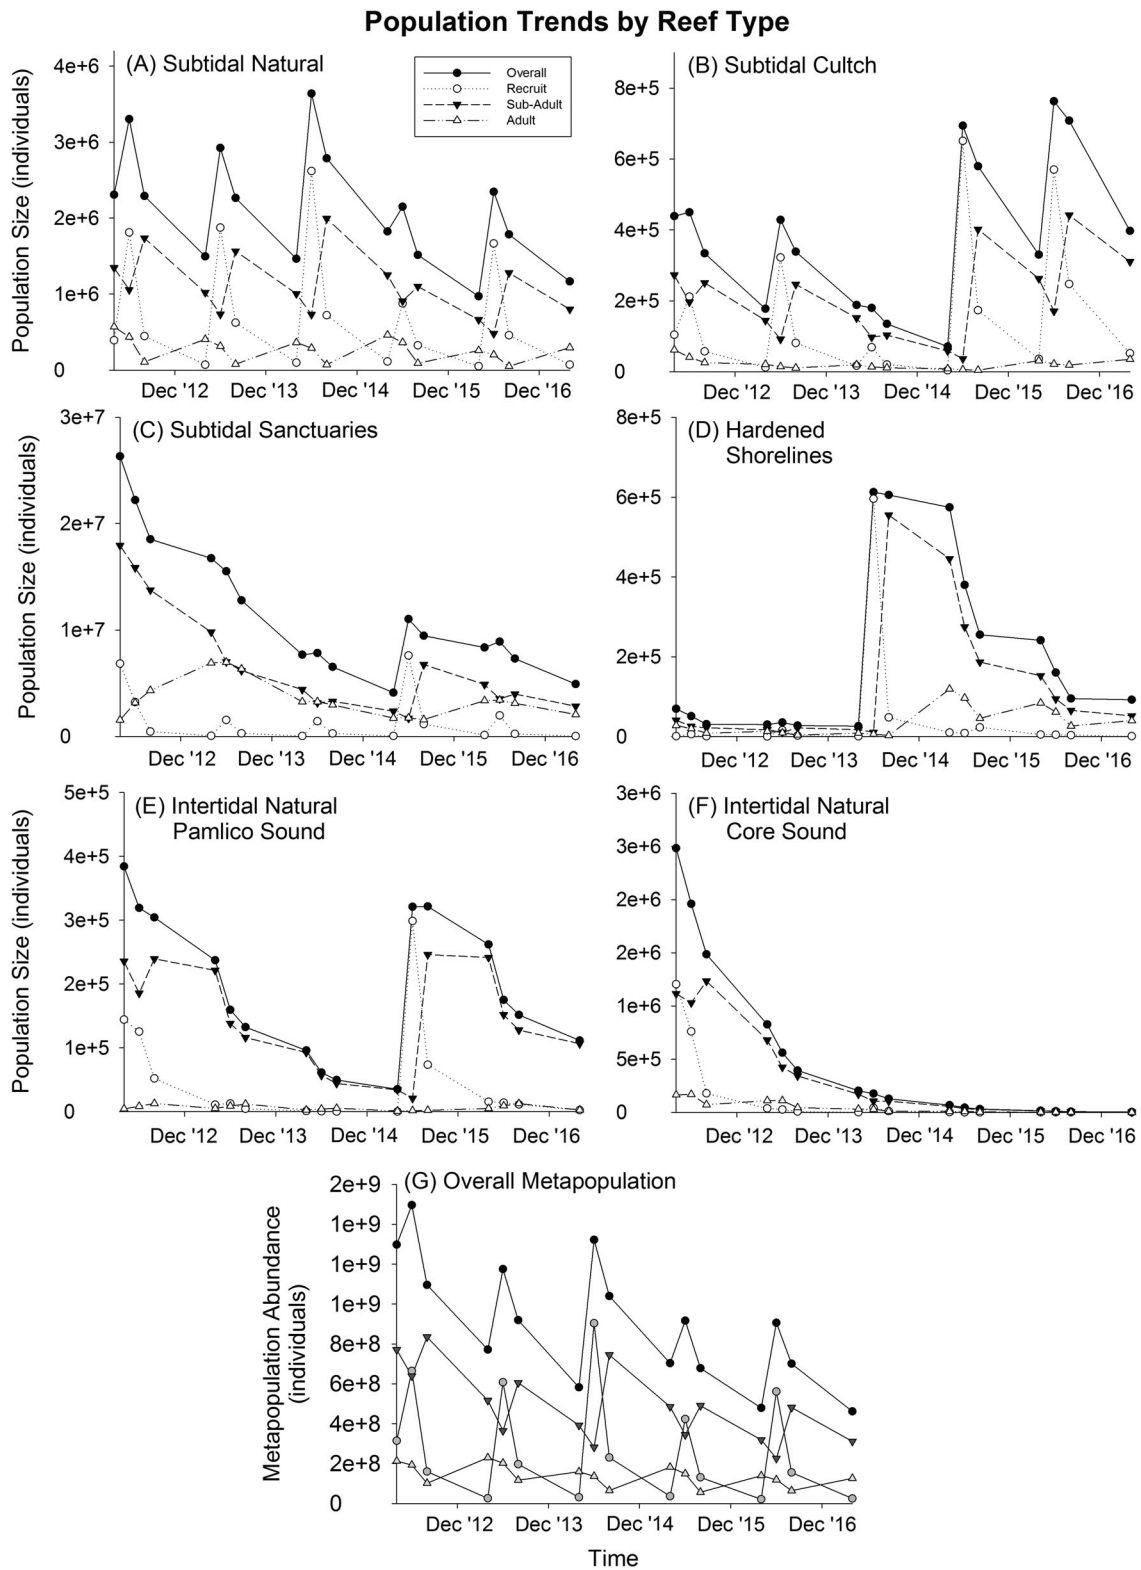 Population Trends by Reef Type
(A) Subtidal Natural
Overall
Recruit
Sub-Adult
Adult
Population Size (individuals)
4e+6
3e+6
2e+6
1e+6
0
Dec '12
Dec '13
Dec '14
Dec '15
Dec '16
(B) Subtidal Cultch
8e+5
6e+5
4e+5
2e+5
0
Dec '12
Dec '13
Dec '14
Dec '15
Dec '16
(C) Subtidal Sanctuaries
Population Size (individuals)
3e+7
2e+7
1e+7
0
Dec '12
Dec '13
Dec '14
Dec '15
Dec '16
(D) Hardened
Shorelines
8e+5
6e+5
4e+5
2e+5
0
Dec '12
Dec '13
Dec '14
Dec '15
Dec '16
(E) Intertidal Natural
Pamlico Sound
Population Size (individuals)
5e+5
4e+5
3e+5
2e+5
1e+5
0
Dec '12
Dec '13
Dec '14
Dec '15
Dec '16
(F) Intertidal Natural
Core Sound
3e+6
3e+6
2e+6
2e+6
1e+6
5e+5
0
Dec '12
Dec '13
Dec '14
Dec '15
Dec '16
(G) Overall Metapopulation
Metapopulation Abundance
(individuals)
2e+9
1e+9
1e+9
1e+9
8e+8
6e+8
4e+8
2e+8
0
Dec '12
Dec '13
Dec '14
Dec '15
Dec '16
Time